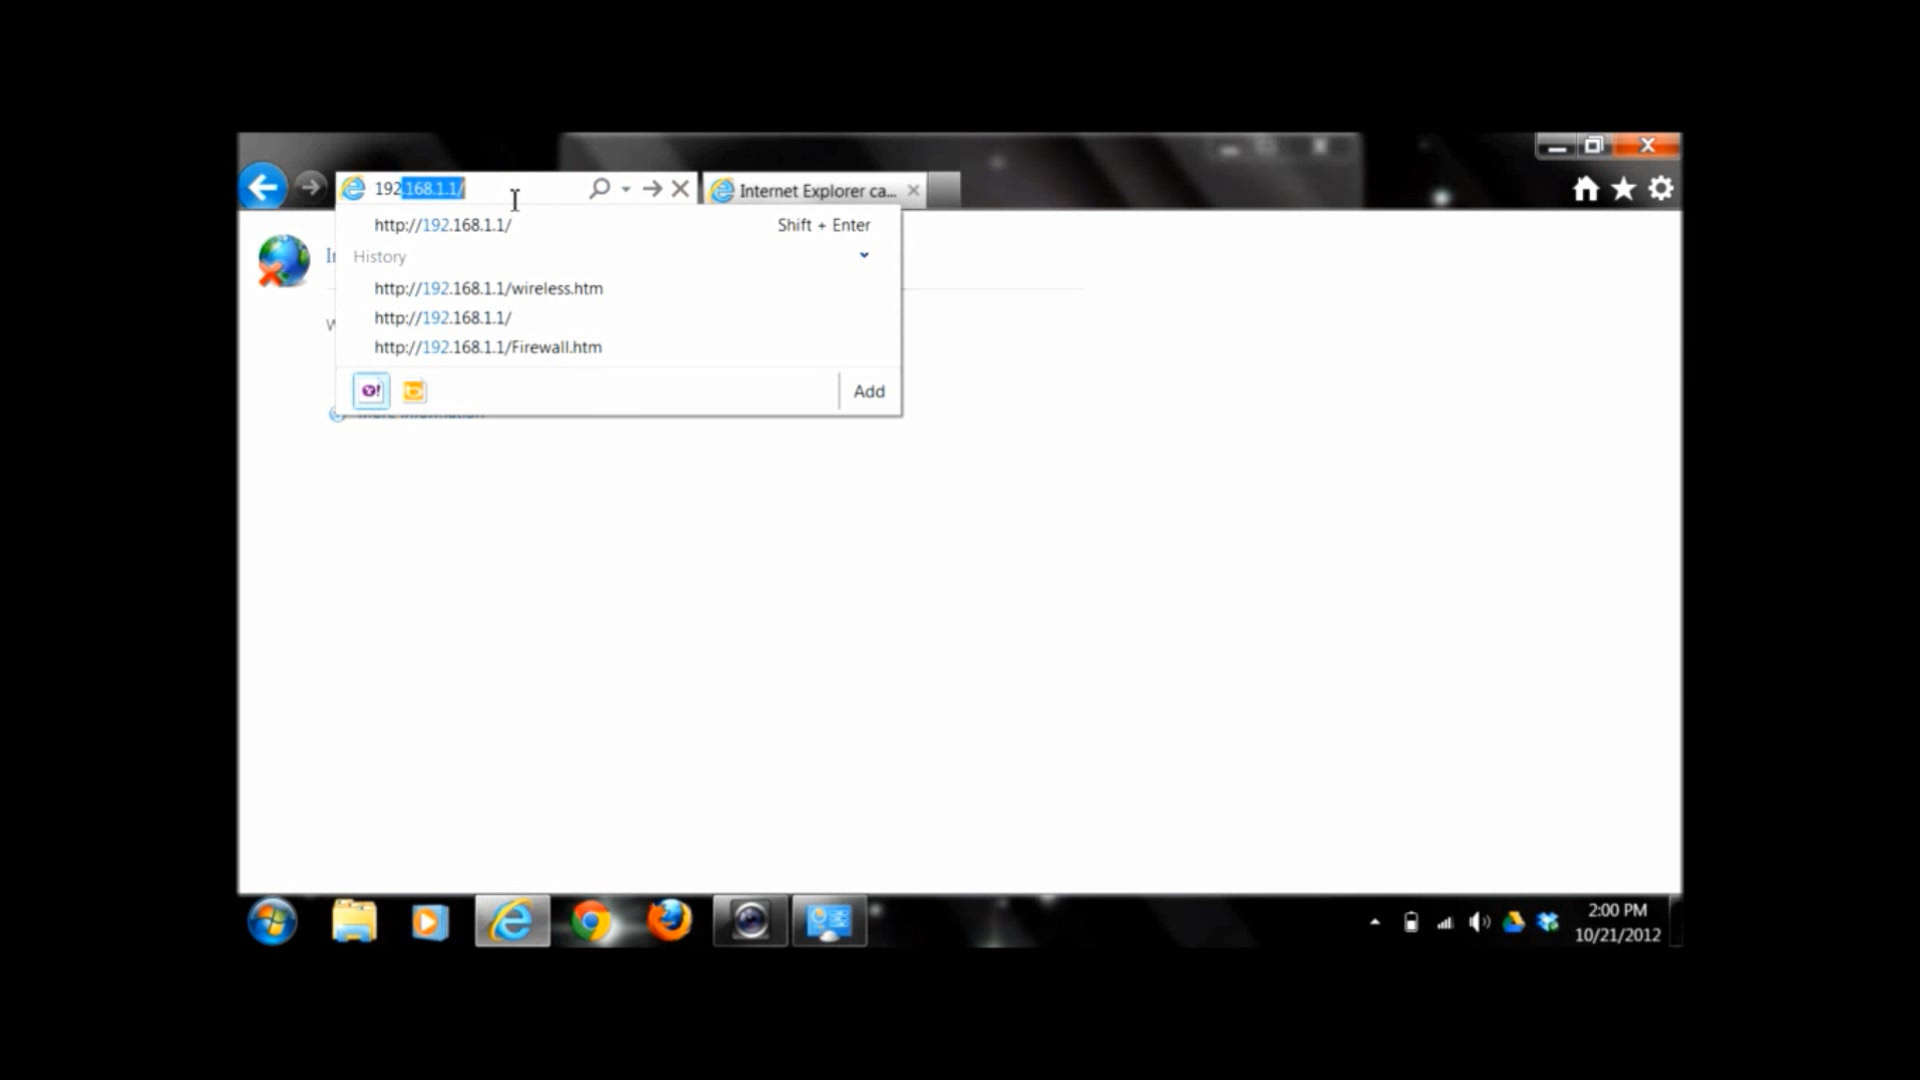 192.168.1.1/
Internet Explorer ca...
http://192.168.1.1/ Shift + Enter
History
http://192.168.1.1/wireless.htm
http://192.168.1.1/
http://192.168.1.1/Firewall.htm
Add
2:00 PM
10/21/2012